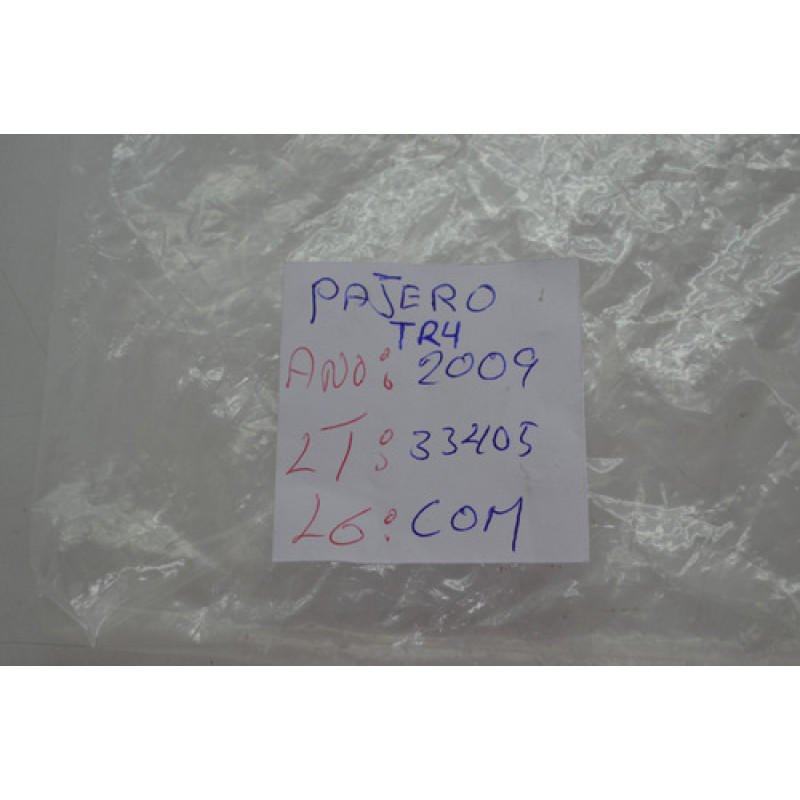 PAJERO
TR4
ANO: 2009
LT: 33405
LG: COM